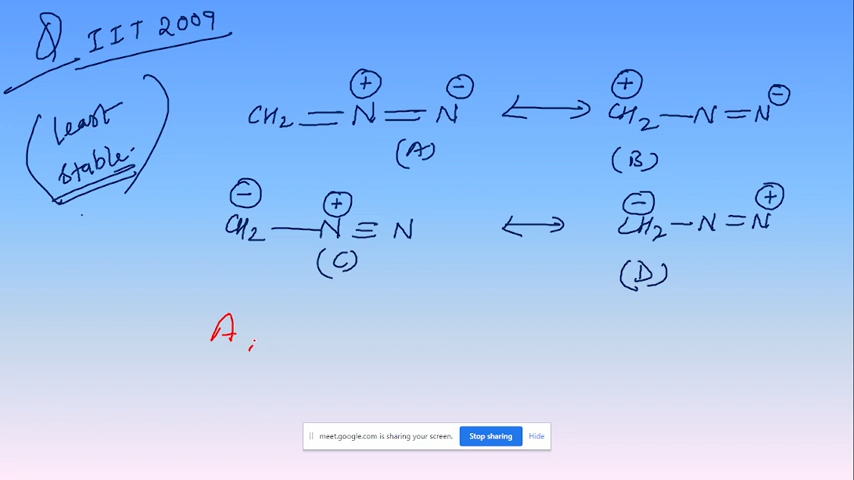 Q IIT 2009
(Least stable.)
CH₂ = N⊕ = N⊖ ⟷ ⊕CH₂ — N = N⊖
(A) (B)
⊖CH₂ — N⊕ ≡ N ⟷ ⊖CH₂ — N = N⊕
(C) (D)
A,
meet.google.com is sharing your screen. Stop sharing Hide